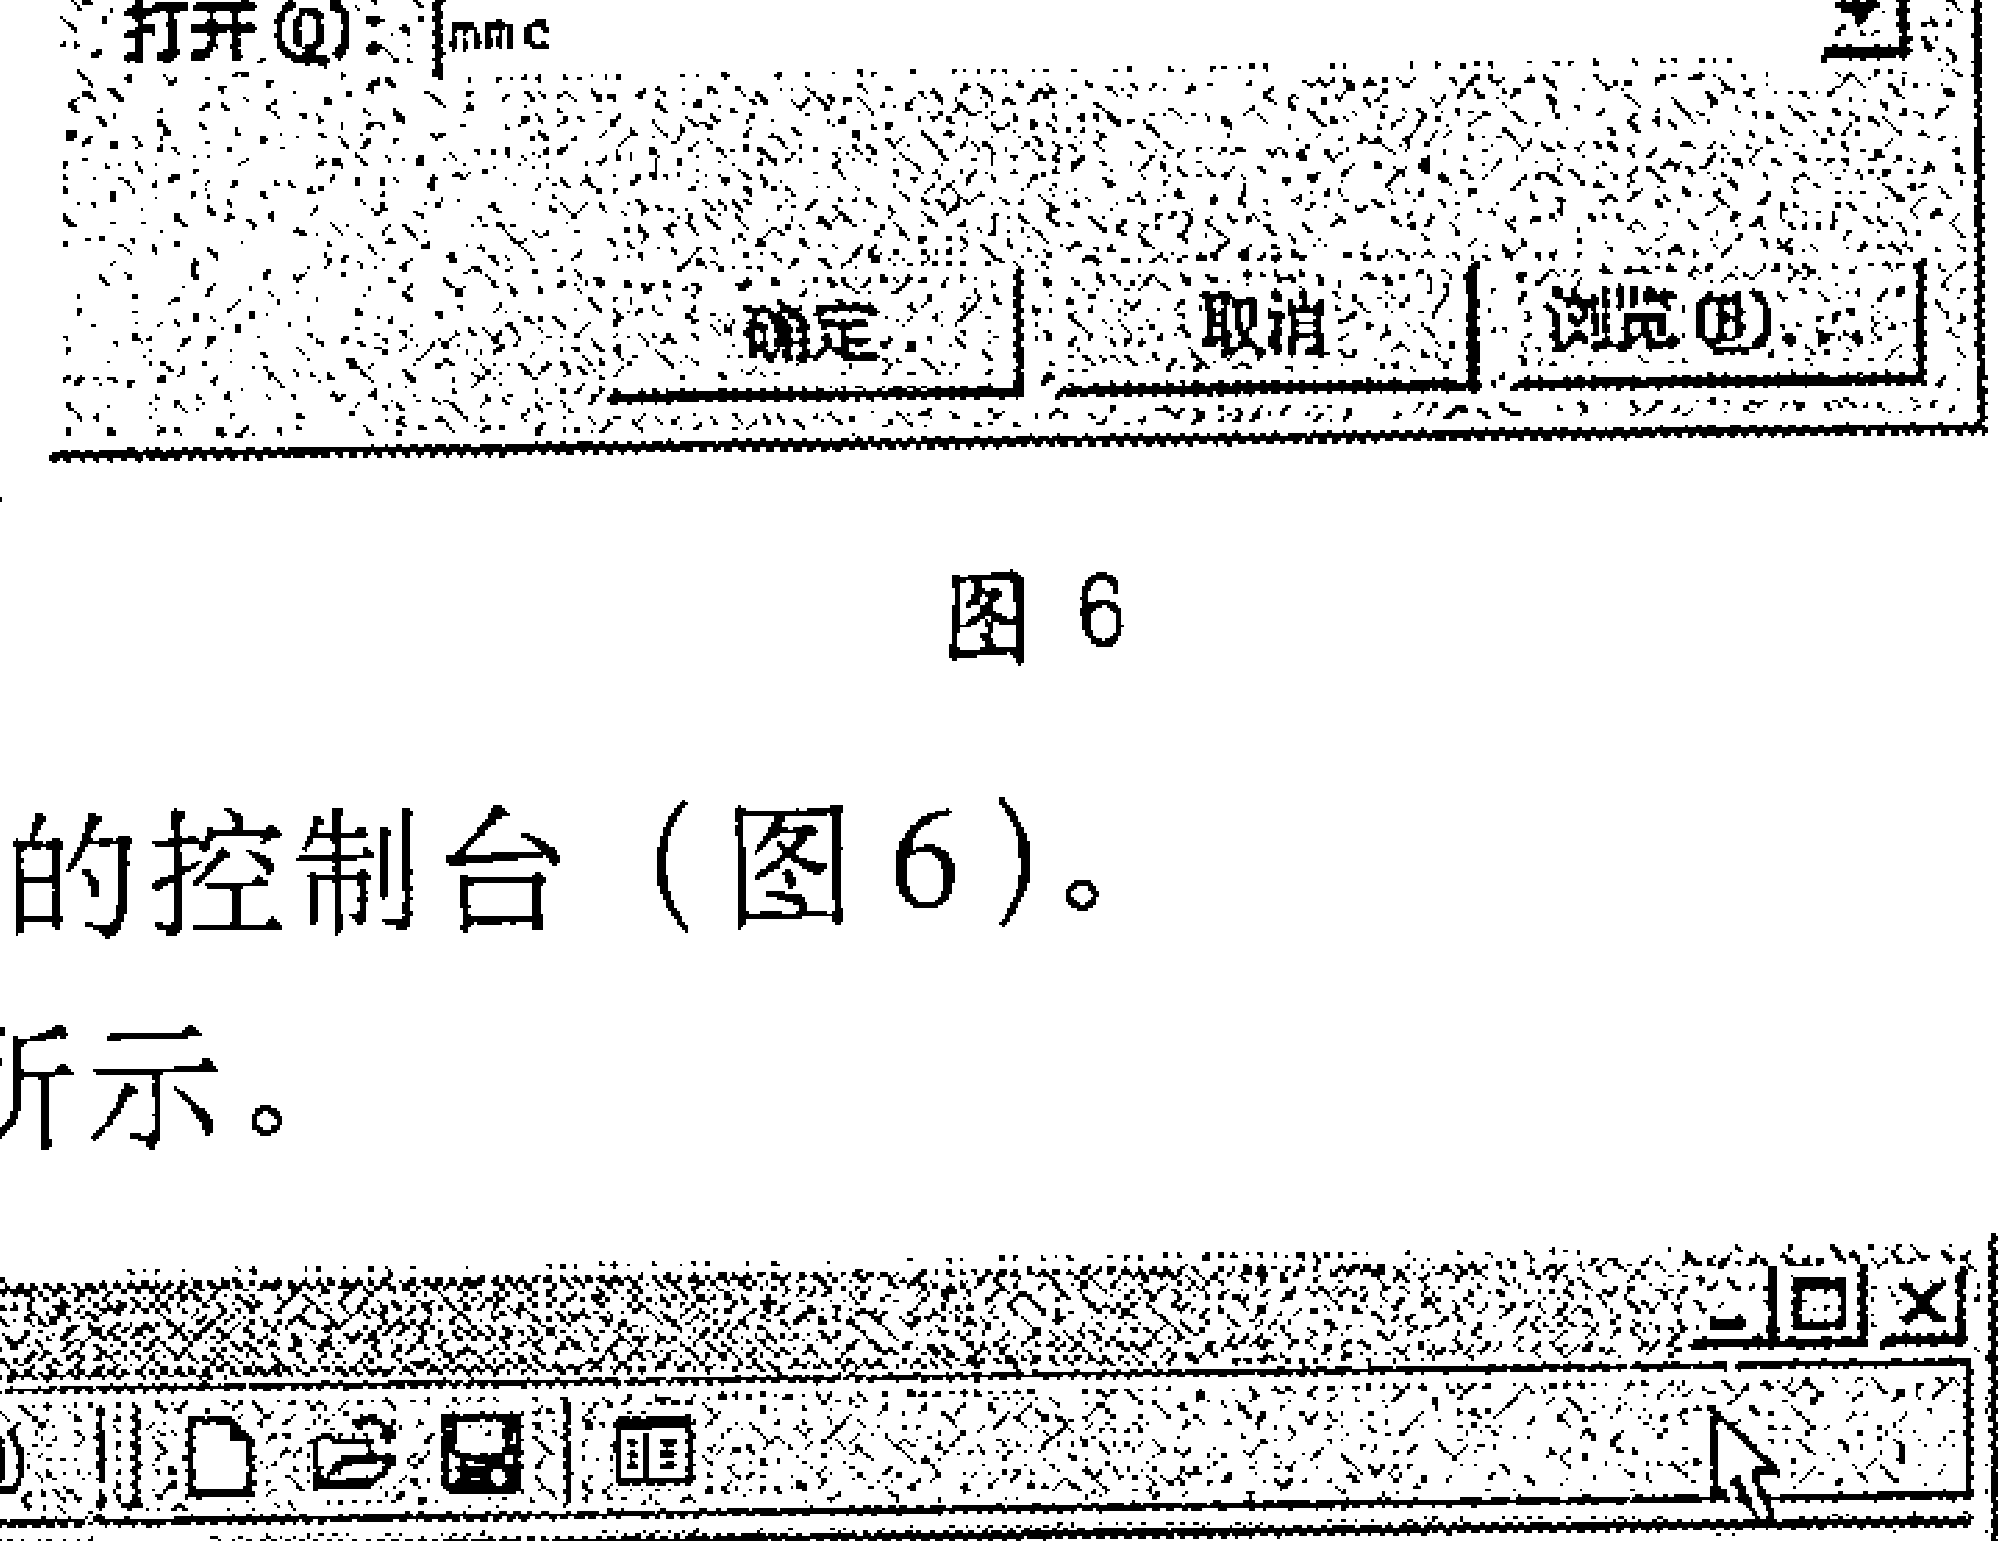 打开(O): mmc
确定 取消 浏览(B)...
图 6
的控制台（图 6）。
所示。